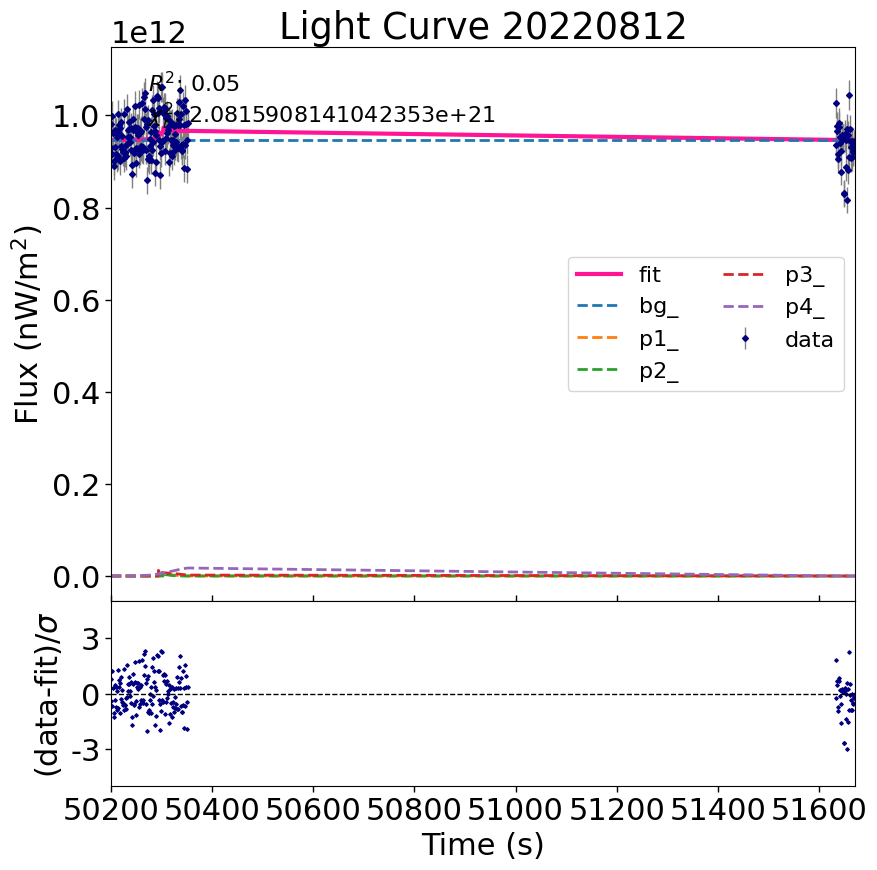 Light Curve 20220812
1e12
R²: 0.05
2.0815908141042353e+21
1.0
0.8
0.6
0.4
0.2
0.0
Flux (nW/m²)
fit
bg_
p1_
p2_
p3_
p4_
data
3
0
-3
(data-fit)/σ
50200 50400 50600 50800 51000 51200 51400 51600
Time (s)